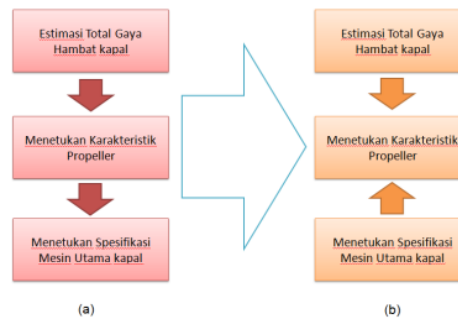 Estimasi Total Gaya
Hambat kapal
Menetukan Karakteristik
Propeller
Menetukan Spesifikasi
Mesin Utama kapal
(a)
Estimasi Total Gaya
Hambat kapal
Menetukan Karakteristik
Propeller
Menetukan Spesifikasi
Mesin Utama kapal
(b)